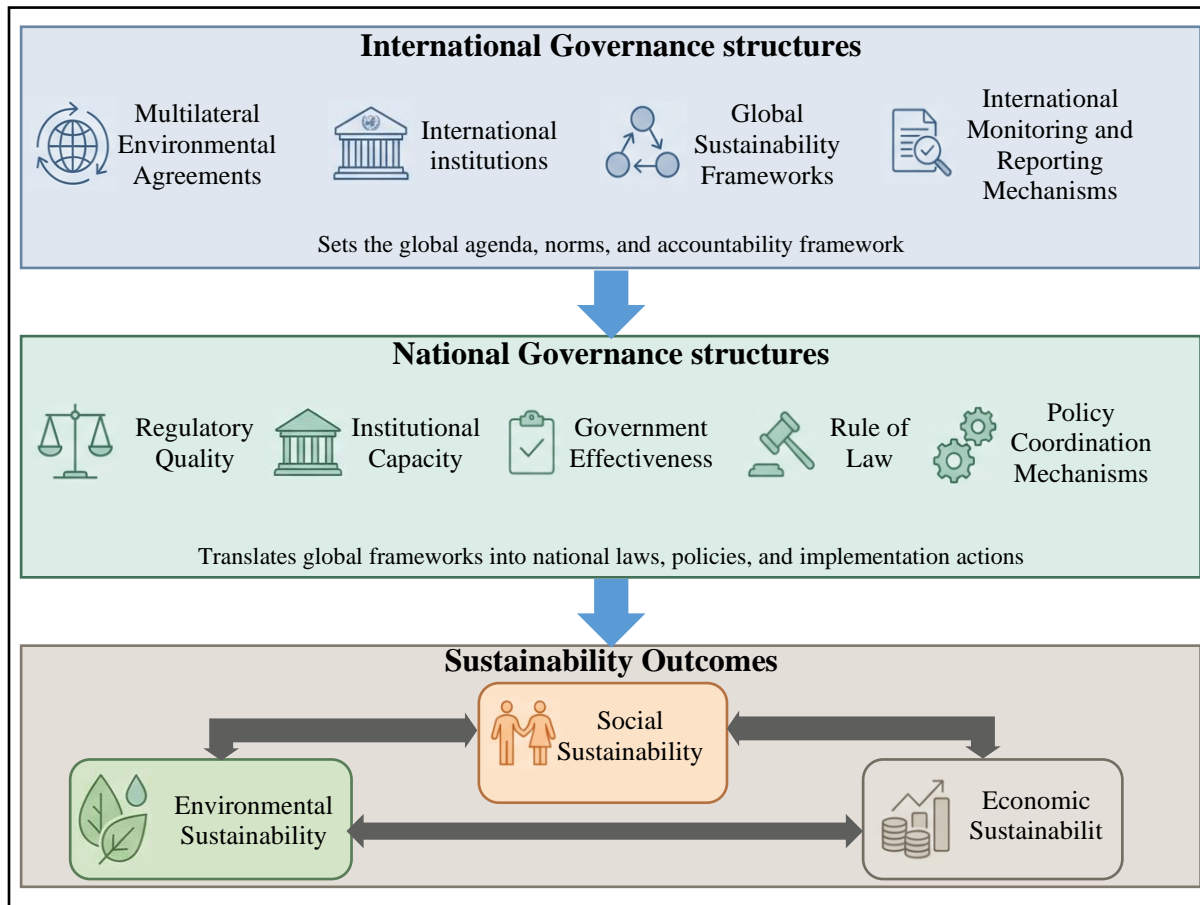 International Governance structures
Multilateral
Environmental
Agreements
International
institutions
Global
Sustainability
Frameworks
International
Monitoring and
Reporting
Mechanisms
Sets the global agenda, norms, and accountability framework
National Governance structures
Regulatory
Quality
Institutional
Capacity
Government
Effectiveness
Rule of
Law
Policy
Coordination
Mechanisms
Translates global frameworks into national laws, policies, and implementation actions
Sustainability Outcomes
Social
Sustainability
Environmental
Sustainability
Economic
Sustainabilit